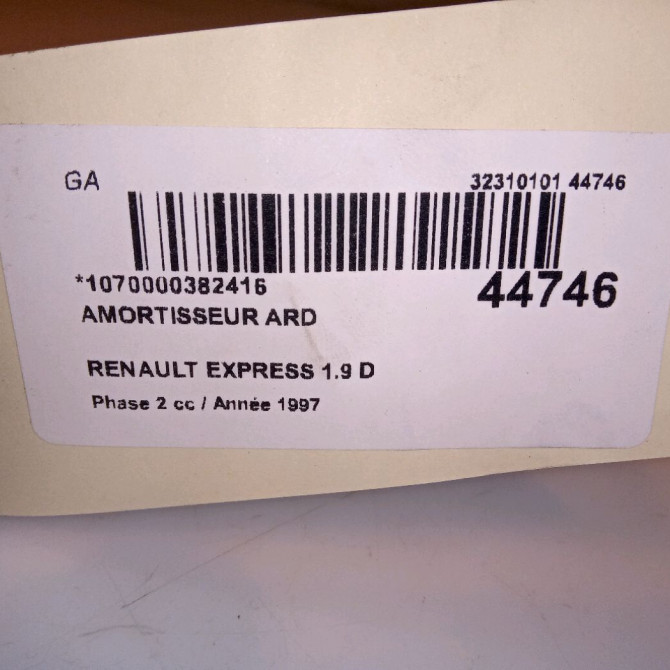 GA 32310101 44746
*1070000382416 44746
AMORTISSEUR ARD
RENAULT EXPRESS 1.9 D
Phase 2 cc / Année 1997